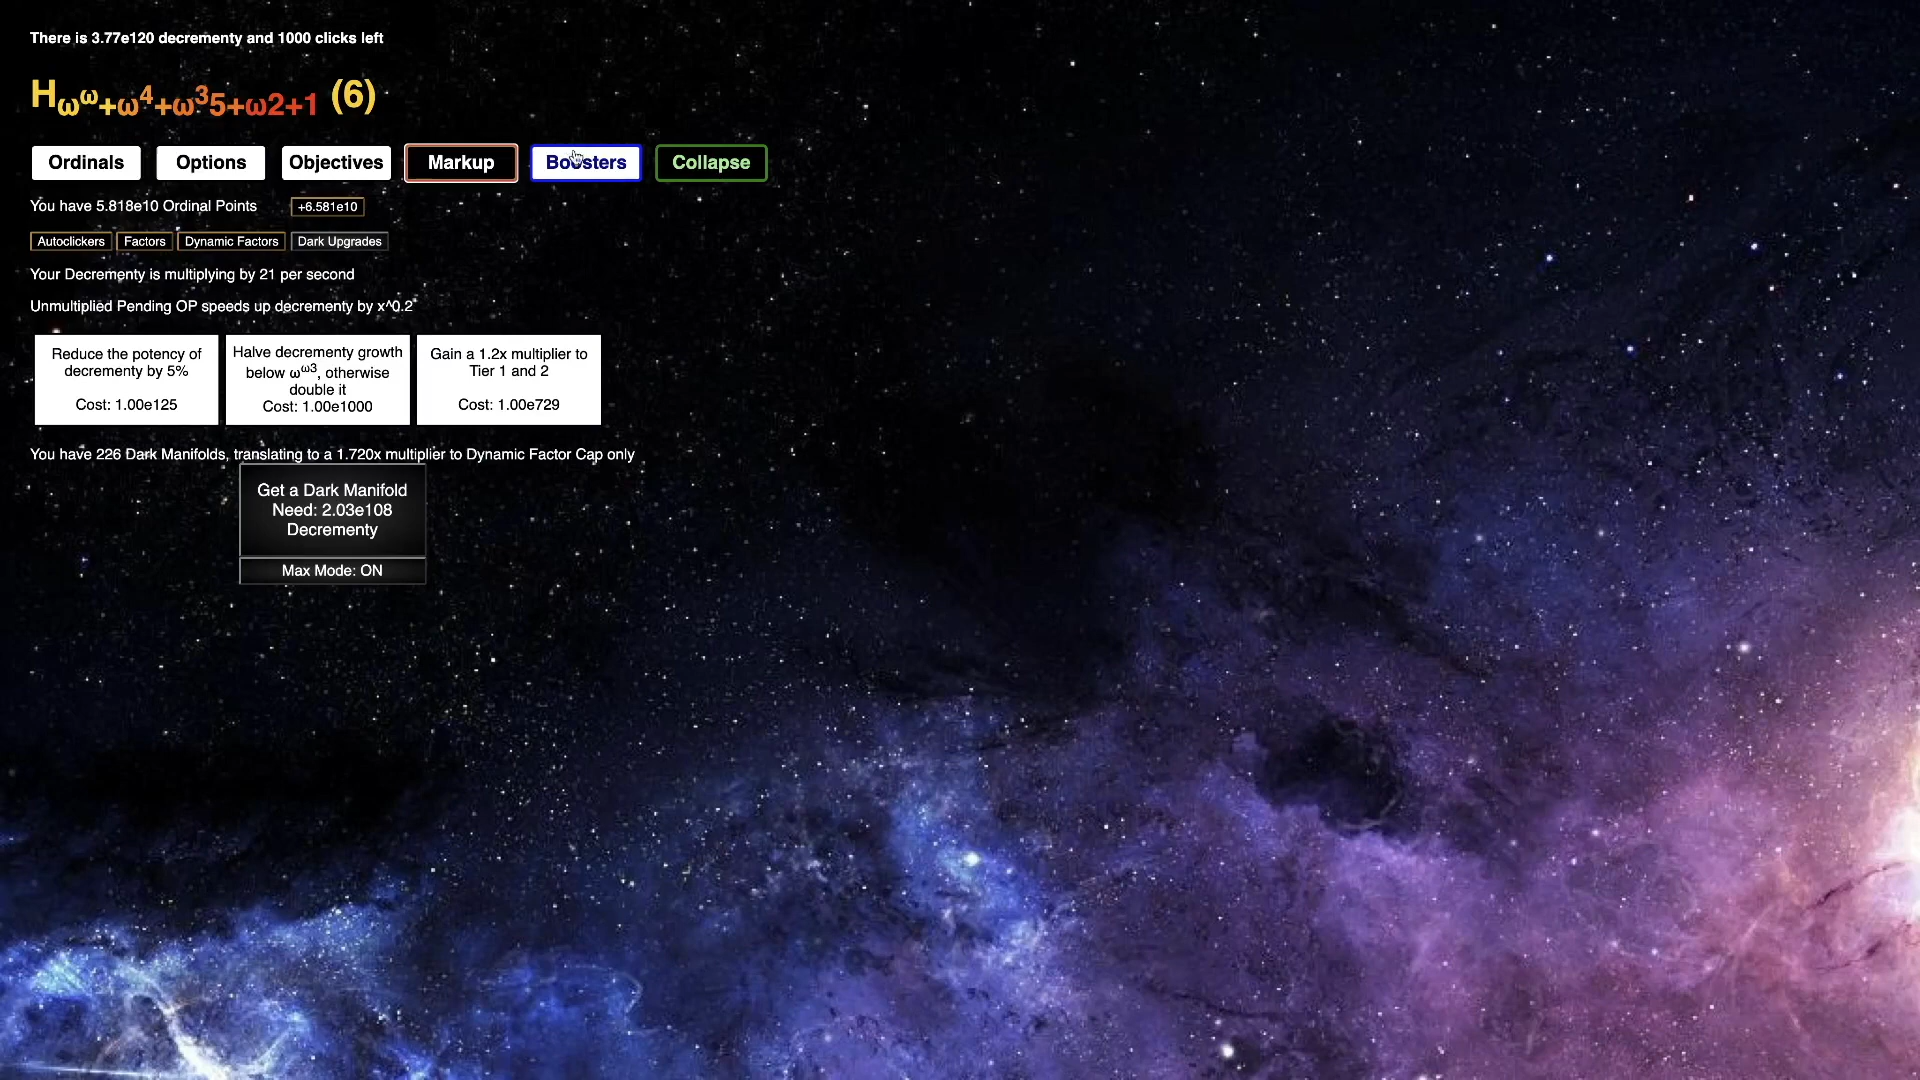 There is 3.77e120 decrementy and 1000 clicks left
H_ω^ω+ω^4+ω^3 5+ω2+1 (6)
Ordinals Options Objectives Markup Boosters Collapse
You have 5.818e10 Ordinal Points +6.581e10
Autoclickers Factors Dynamic Factors Dark Upgrades
Your Decrementy is multiplying by 21 per second
Unmultiplied Pending OP speeds up decrementy by x^0.2
Reduce the potency of
decrementy by 5%
Cost: 1.00e125
Halve decrementy growth
below ω^ω3, otherwise
double it
Cost: 1.00e1000
Gain a 1.2x multiplier to
Tier 1 and 2
Cost: 1.00e729
You have 226 Dark Manifolds, translating to a 1.720x multiplier to Dynamic Factor Cap only
Get a Dark Manifold
Need: 2.03e108
Decrementy
Max Mode: ON